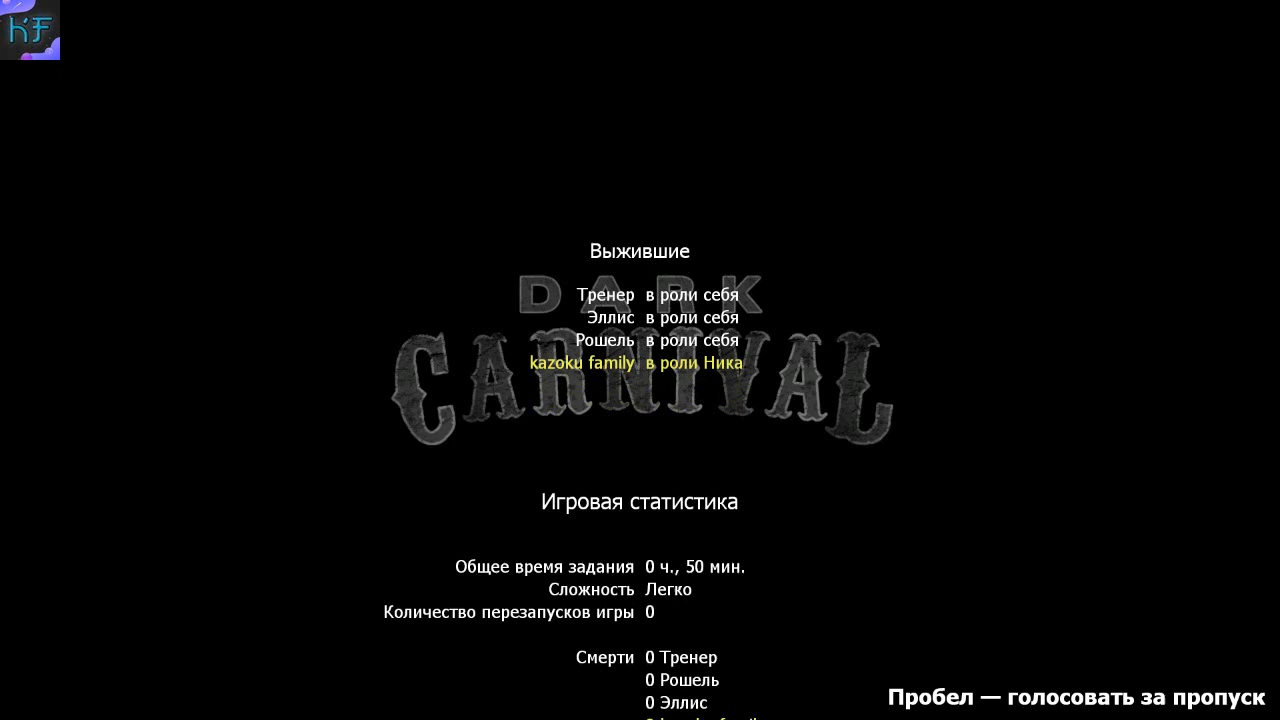 KF
Выжившие
DARK
CARNIVAL
Тренер в роли себя
Эллис в роли себя
Рошель в роли себя
kazoku family в роли Ника
Игровая статистика
Общее время задания 0 ч., 50 мин.
Сложность Легко
Количество перезапусков игры 0
Смерти 0 Тренер
0 Рошель
0 Эллис
Пробел — голосовать за пропуск